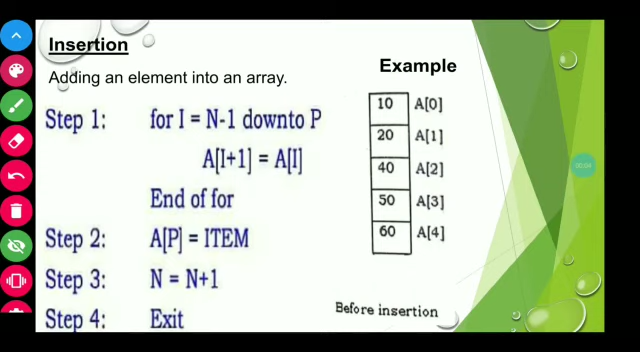 Insertion
Adding an element into an array.
Step 1: for I = N-1 downto P
A[I+1] = A[I]
End of for
Step 2: A[P] = ITEM
Step 3: N = N+1
Step 4: Exit
Example
10 A[0]
20 A[1]
40 A[2]
50 A[3]
60 A[4]
Before insertion
00:04